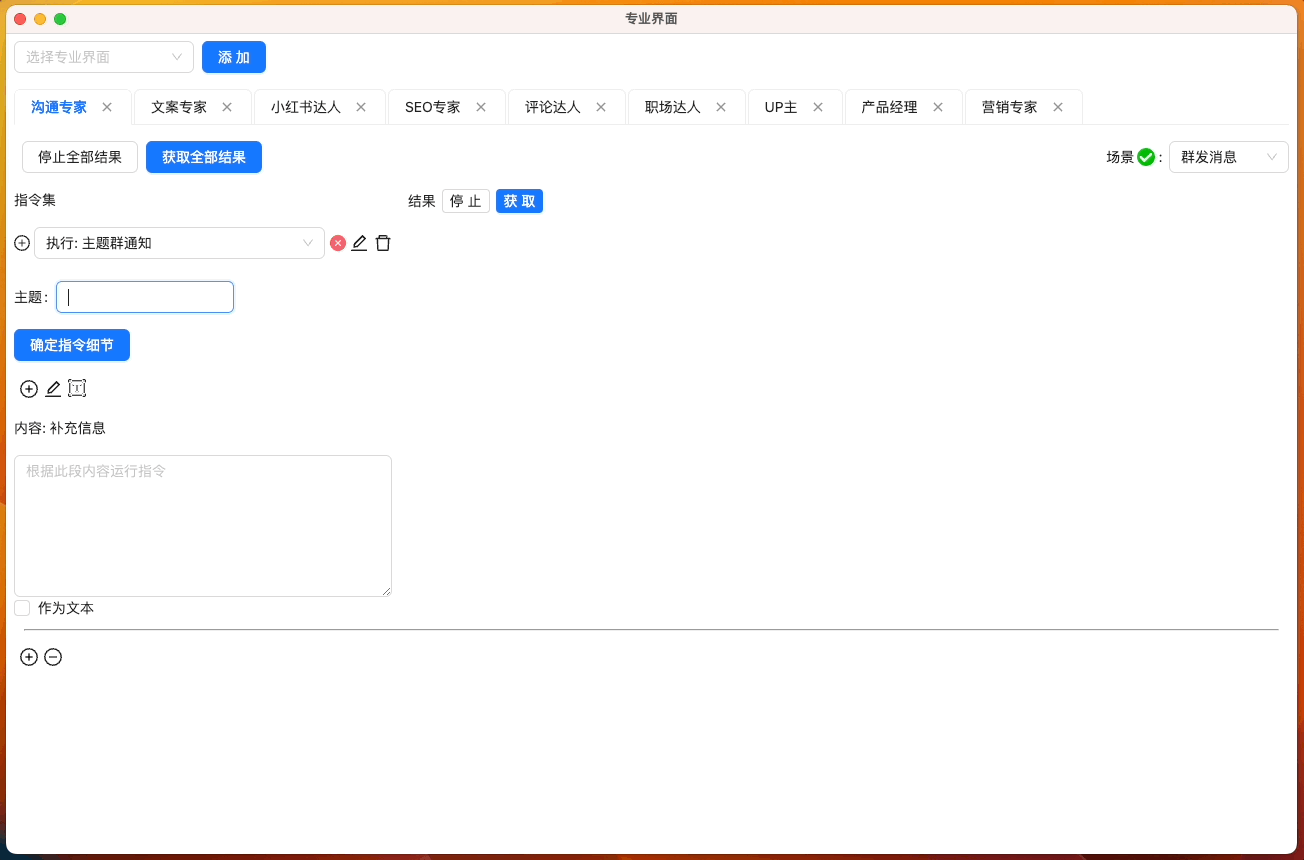 专业界面
选择专业界面 添 加
沟通专家 文案专家 小红书达人 SEO专家 评论达人 职场达人 UP主 产品经理 营销专家
停止全部结果 获取全部结果 场景 : 群发消息
指令集 结果 停 止 获 取
执行: 主题群通知
主题:
确定指令细节
内容: 补充信息
根据此段内容运行指令
作为文本